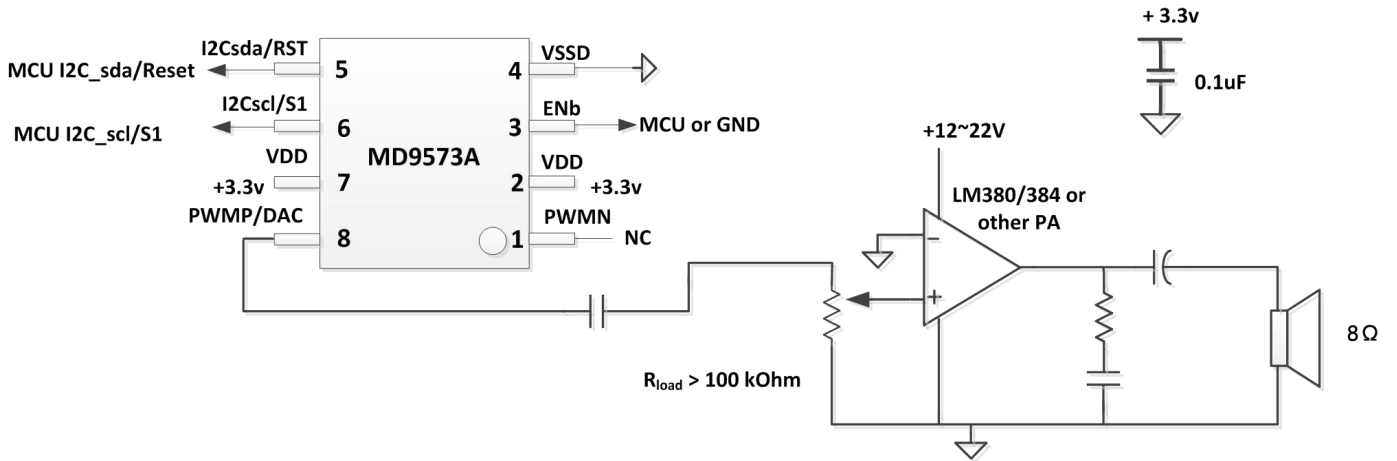 I2Csda/RST
MCU I2C_sda/Reset
5
I2Cscl/S1
MCU I2C_scl/S1
6
VDD
+3.3v
7
PWMP/DAC
8
MD9573A
4
VSSD
3
ENb
MCU or GND
2
VDD
+3.3v
1
PWMN
NC
+ 3.3v
0.1uF
+12~22V
LM380/384 or
other PA
−
+
Rload > 100 kOhm
8Ω